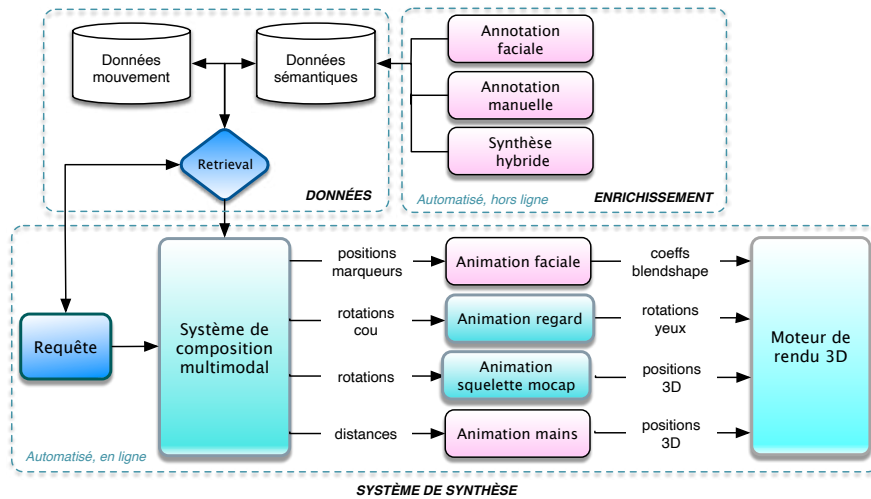 Données
mouvement
Données
sémantiques
Annotation
faciale
Annotation
manuelle
Synthèse
hybride
Retrieval
DONNÉES
Automatisé, hors ligne
ENRICHISSEMENT
Requête
Système de
composition
multimodal
positions
marqueurs
Animation faciale
coeffs
blendshape
rotations
cou
Animation regard
rotations
yeux
rotations
Animation
squelette mocap
positions
3D
distances
Animation mains
positions
3D
Moteur de
rendu 3D
Automatisé, en ligne
SYSTÈME DE SYNTHÈSE